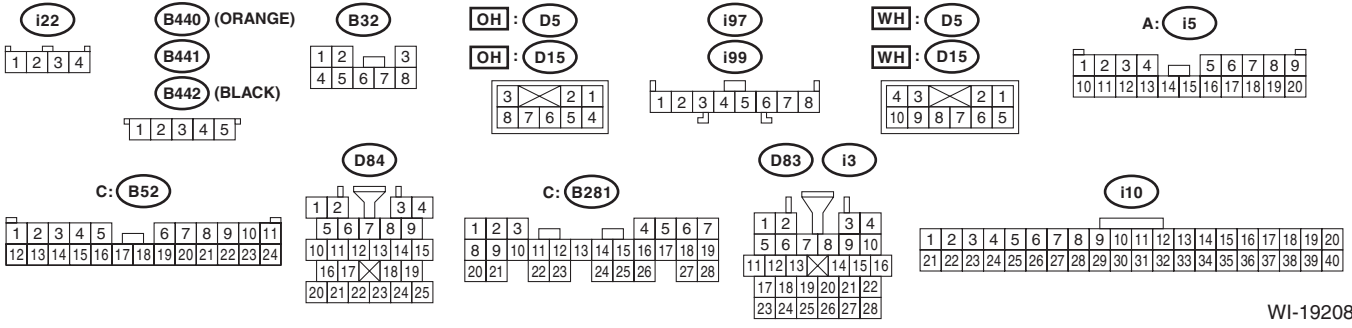 i22
1 2 3 4
B440 (ORANGE)
B441
B442 (BLACK)
1 2 3 4 5
B32
1 2 3
4 5 6 7 8
OH : D5
OH : D15
3 2 1
8 7 6 5 4
i97
i99
1 2 3 4 5 6 7 8
WH : D5
WH : D15
4 3 2 1
10 9 8 7 6 5
A: i5
1 2 3 4 5 6 7 8 9
10 11 12 13 14 15 16 17 18 19 20
C: B52
1 2 3 4 5 6 7 8 9 10 11
12 13 14 15 16 17 18 19 20 21 22 23 24
D84
1 2 3 4
5 6 7 8 9
10 11 12 13 14 15
16 17 18 19
20 21 22 23 24 25
C: B281
1 2 3 4 5 6 7
8 9 10 11 12 13 14 15 16 17 18 19
20 21 22 23 24 25 26 27 28
D83 i3
1 2 3 4
5 6 7 8 9 10
11 12 13 14 15 16
17 18 19 20 21 22
23 24 25 26 27 28
i10
1 2 3 4 5 6 7 8 9 10 11 12 13 14 15 16 17 18 19 20
21 22 23 24 25 26 27 28 29 30 31 32 33 34 35 36 37 38 39 40
WI-19208